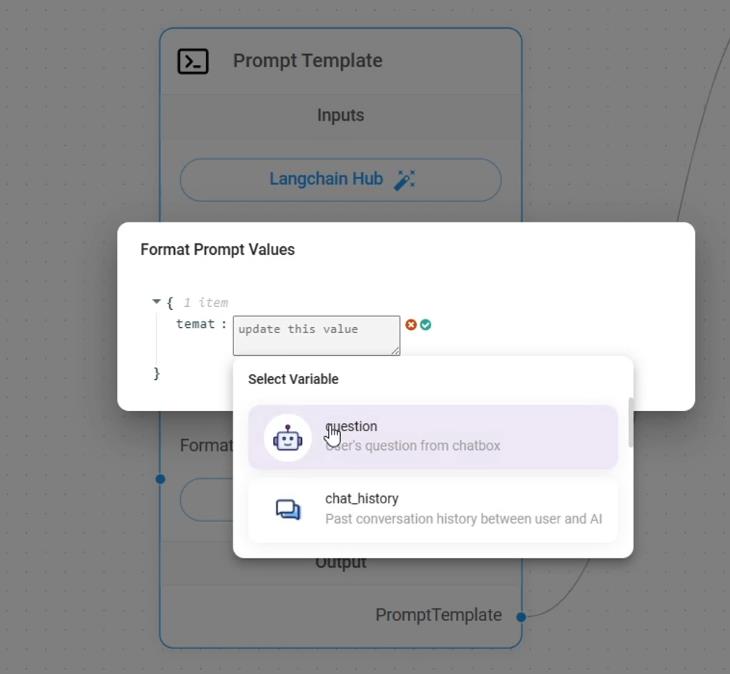 Prompt Template
Inputs
Langchain Hub
Format Prompt Values
{ 1 item
temat : update this value
}
Select Variable
question
User's question from chatbox
chat_history
Past conversation history between user and AI
Format
Output
PromptTemplate